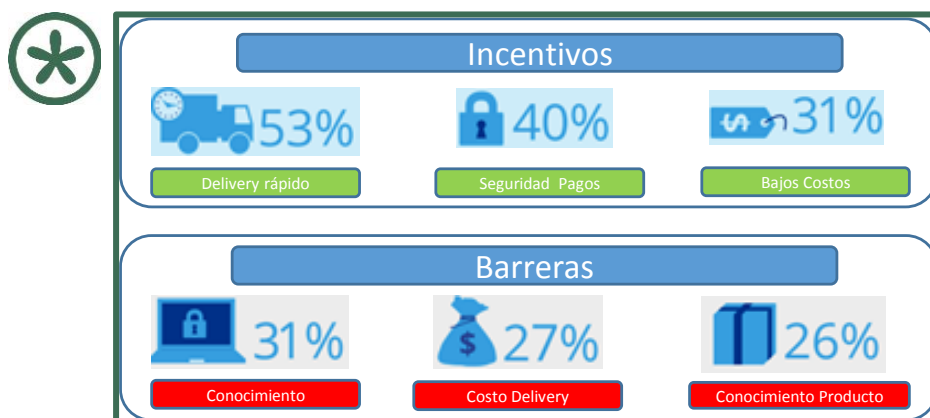 Incentivos
53% 40% 31%
Delivery rápido Seguridad Pagos Bajos Costos
Barreras
31% 27% 26%
Conocimiento Costo Delivery Conocimiento Producto